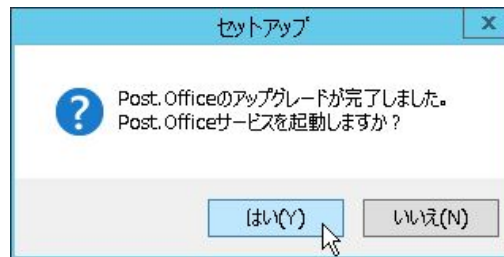 セットアップ
x
?
Post.Officeのアップグレードが完了しました。
Post.Officeサービスを起動しますか？
はい(Y)
いいえ(N)